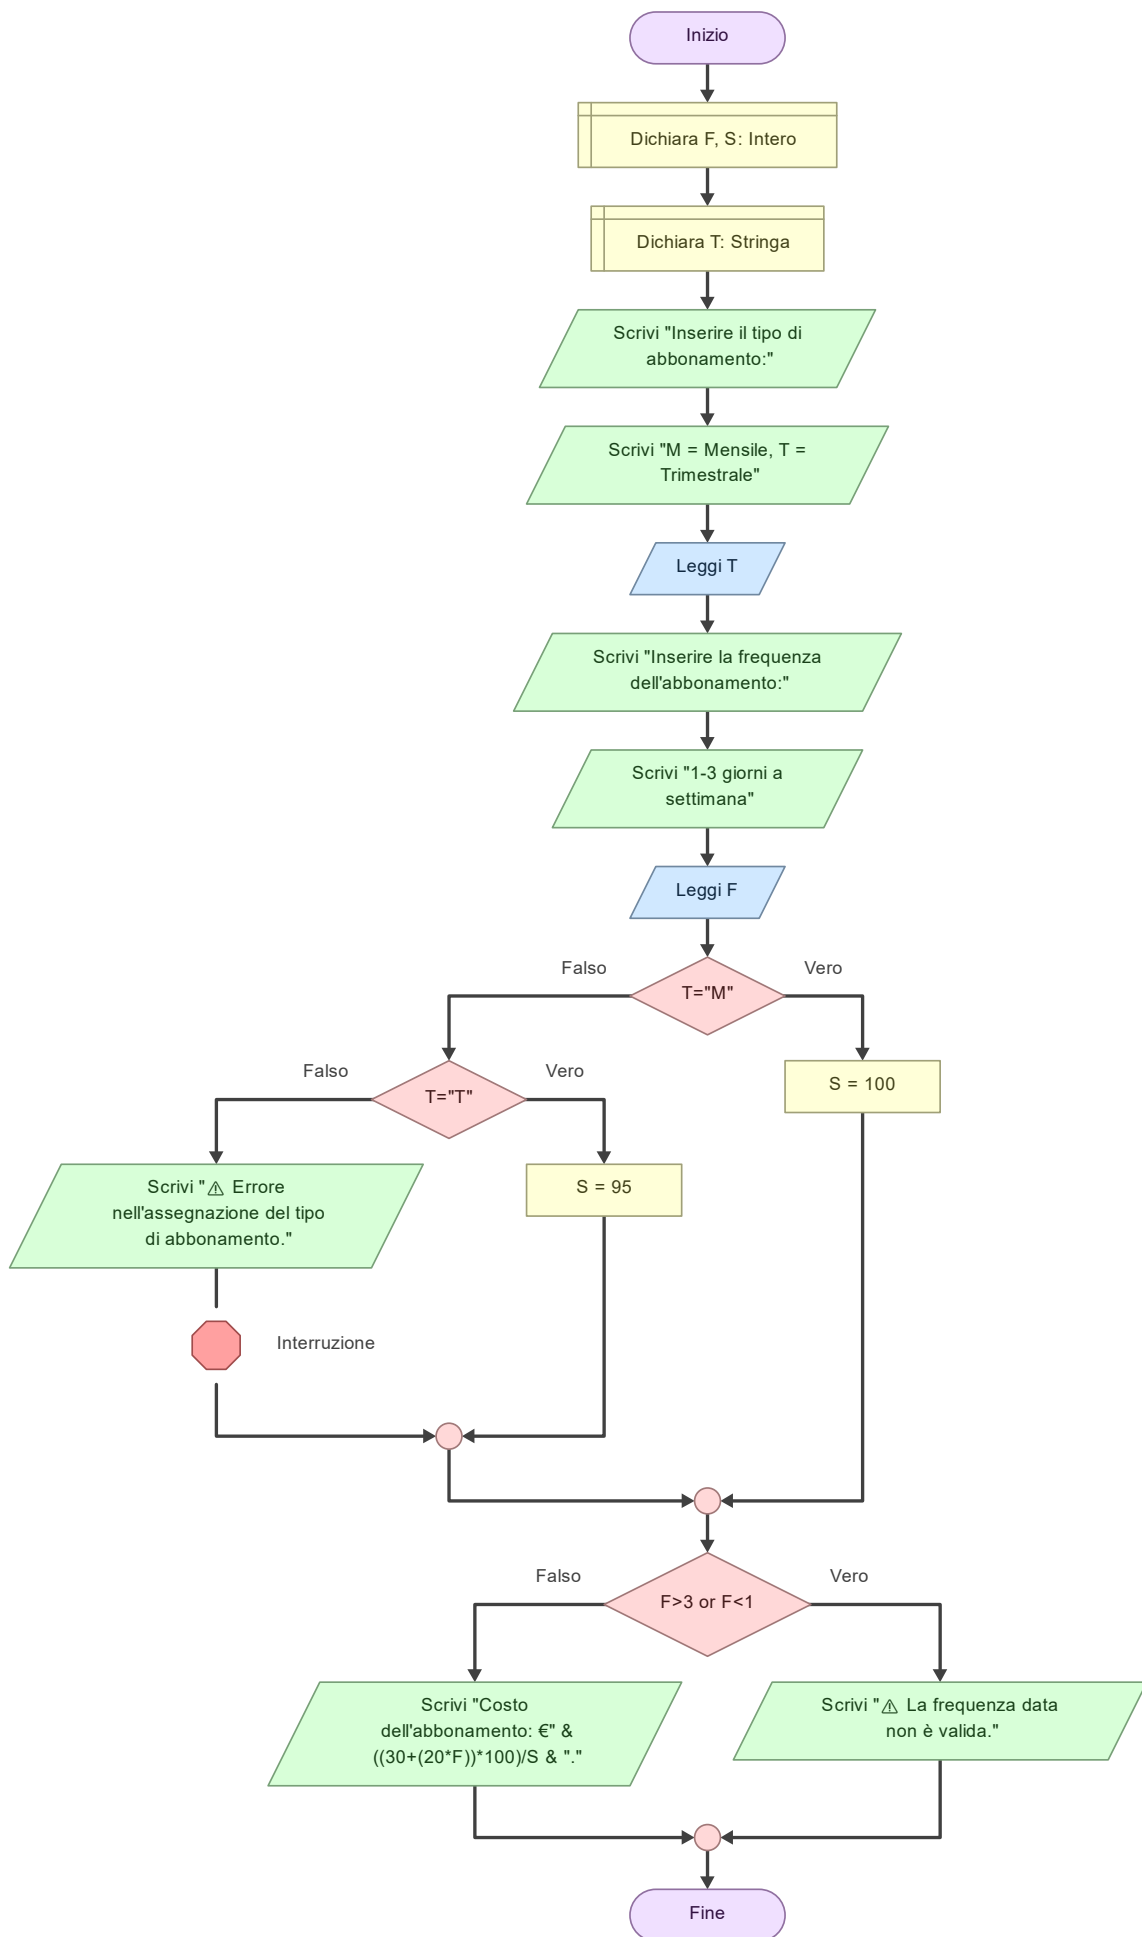 Inizio
Dichiara F, S: Intero
Dichiara T: Stringa
Scrivi "Inserire il tipo di
abbonamento:"
Scrivi "M = Mensile, T =
Trimestrale"
Leggi T
Scrivi "Inserire la frequenza
dell'abbonamento:"
Scrivi "1-3 giorni a
settimana"
Leggi F
Falso
Vero
T="M"
Falso
Vero
T="T"
S = 100
Scrivi "⚠ Errore
nell'assegnazione del tipo
di abbonamento."
S = 95
Interruzione
Falso
Vero
F>3 or F<1
Scrivi "Costo
dell'abbonamento: €" &
((30+(20*F))*100)/S & "."
Scrivi "⚠ La frequenza data
non è valida."
Fine